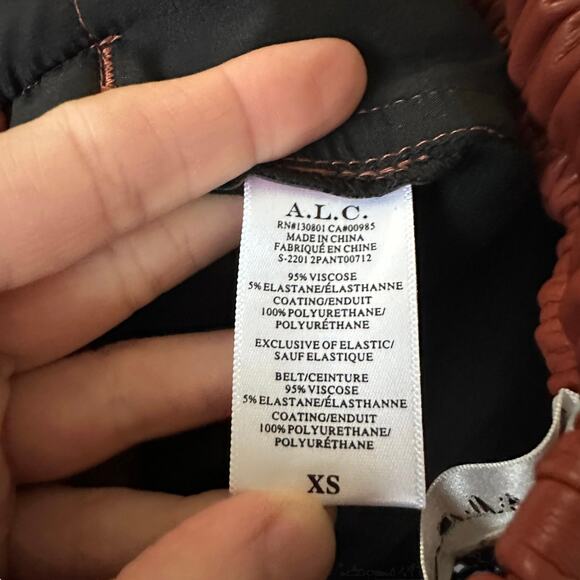 A.L.C.
RN#130801 CA#00985
MADE IN CHINA
FABRIQUÉ EN CHINE
S-2201 2PANT00712
95% VISCOSE
5% ELASTANE/ÉLASTHANNE
COATING/ENDUIT
100% POLYURETHANE/
POLYURÉTHANE
EXCLUSIVE OF ELASTIC/
SAUF ELASTIQUE
BELT/CEINTURE
95% VISCOSE
5% ELASTANE/ÉLASTHANNE
COATING/ENDUIT
100% POLYURETHANE/
POLYURÉTHANE
XS